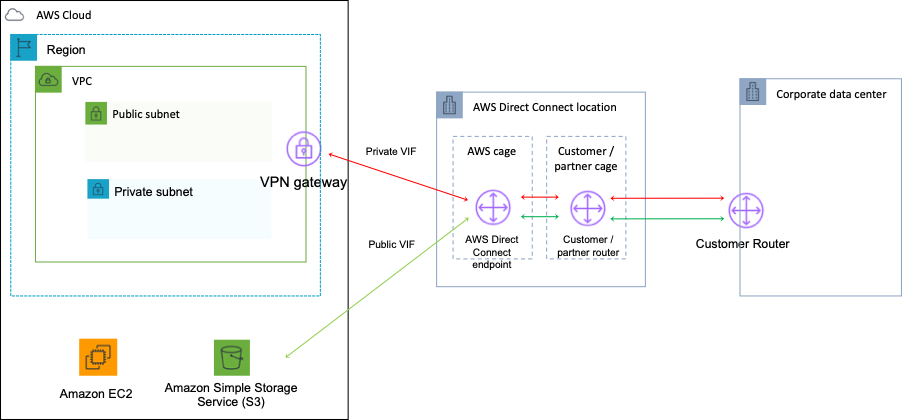 AWS Cloud
Region
VPC
Public subnet
VPN gateway
Private subnet
Amazon EC2
Amazon Simple Storage
Service (S3)
Private VIF
Public VIF
AWS Direct Connect location
AWS cage
AWS Direct
Connect
endpoint
Customer /
partner cage
Customer /
partner router
Corporate data center
Customer Router